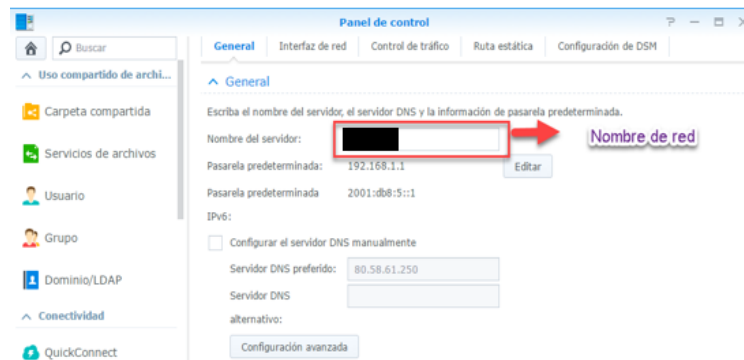 Panel de control
Buscar
General Interfaz de red Control de tráfico Ruta estática Configuración de DSM
Uso compartido de archi...
General
Carpeta compartida
Escriba el nombre del servidor, el servidor DNS y la información de pasarela predeterminada.
Nombre del servidor:
Nombre de red
Servicios de archivos
Pasarela predeterminada: 192.168.1.1 Editar
Usuario
Pasarela predeterminada 2001:db8:5::1
IPv6:
Grupo
Configurar el servidor DNS manualmente
Servidor DNS preferido: 80.58.61.250
Dominio/LDAP
Servidor DNS
alternativo:
Conectividad
QuickConnect
Configuración avanzada